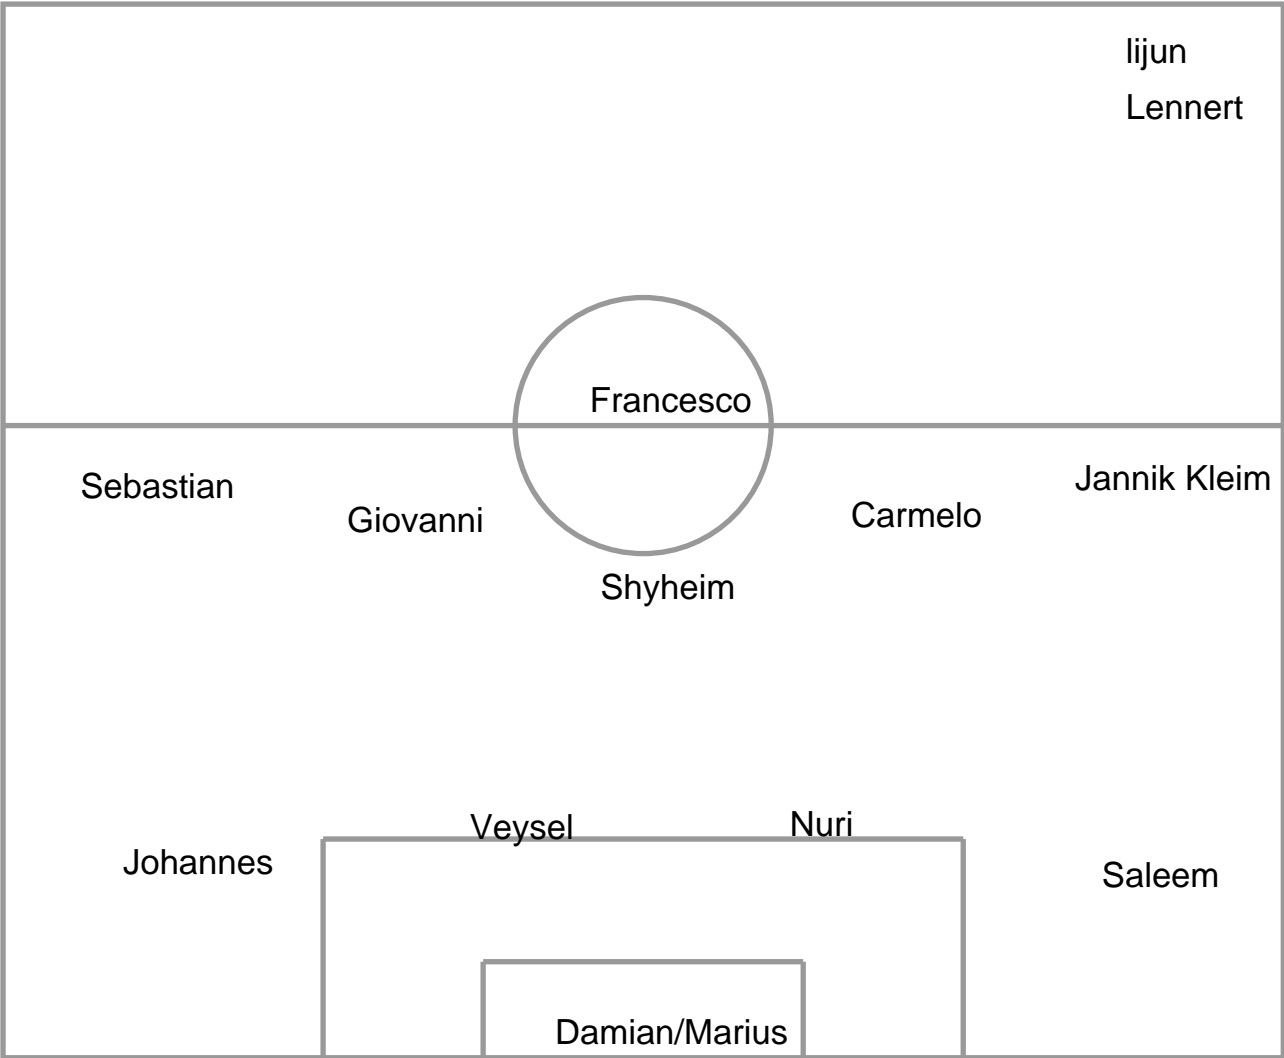 lijun
Lennert
Francesco
Sebastian
Jannik Kleim
Giovanni
Carmelo
Shyheim
Veysel
Nuri
Johannes
Saleem
Damian/Marius